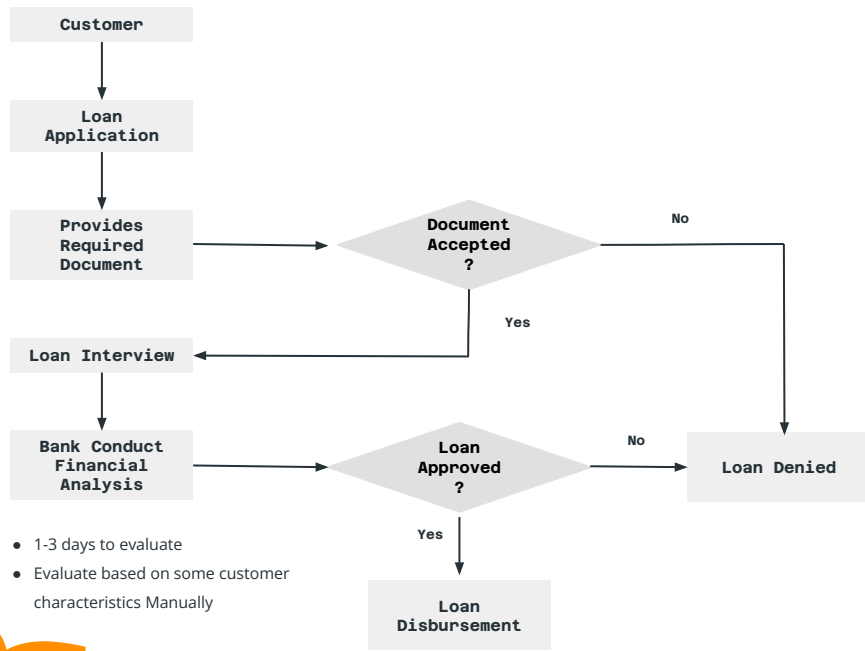 Customer
Loan
Application
Provides
Required
Document
Document
Accepted
?
No
Yes
Loan Interview
Bank Conduct
Financial
Analysis
Loan
Approved
?
No
Loan Denied
Yes
● 1-3 days to evaluate
● Evaluate based on some customer
characteristics Manually
Loan
Disbursement